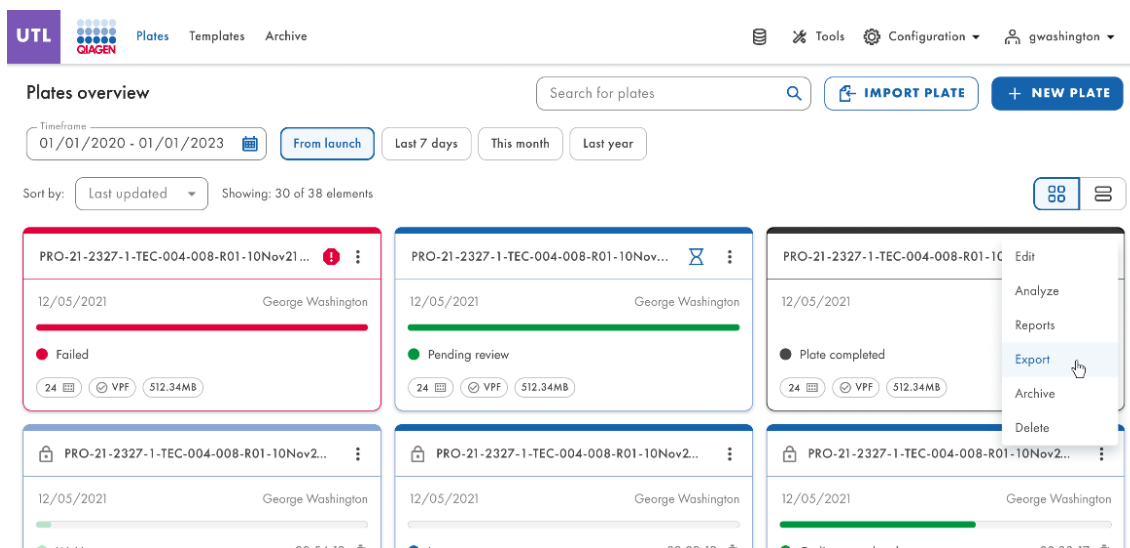 UTL QIAGEN Plates Templates Archive Tools Configuration gwashington
Plates overview Search for plates IMPORT PLATE + NEW PLATE
Timeframe
01/01/2020 - 01/01/2023 From launch Last 7 days This month Last year
Sort by: Last updated Showing: 30 of 38 elements
PRO-21-2327-1-TEC-004-008-R01-10Nov21...
12/05/2021 George Washington
Failed
24 VPF 512.34MB
PRO-21-2327-1-TEC-004-008-R01-10Nov...
12/05/2021 George Washington
Pending review
24 VPF 512.34MB
PRO-21-2327-1-TEC-004-008-R01-10
12/05/2021
Plate completed
24 VPF 512.34MB
Edit
Analyze
Reports
Export
Archive
Delete
PRO-21-2327-1-TEC-004-008-R01-10Nov2...
12/05/2021 George Washington
PRO-21-2327-1-TEC-004-008-R01-10Nov2...
12/05/2021 George Washington
PRO-21-2327-1-TEC-004-008-R01-10Nov2...
12/05/2021 George Washington